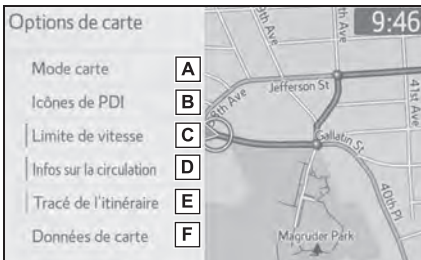 Options de carte
9:46
Mode carte A
Icônes de PDI B
Limite de vitesse C
Infos sur la circulation D
Tracé de l'itinéraire E
Données de carte F
Jefferson St
41st Ave
Gallatin St
40th Pl
Magruder Park